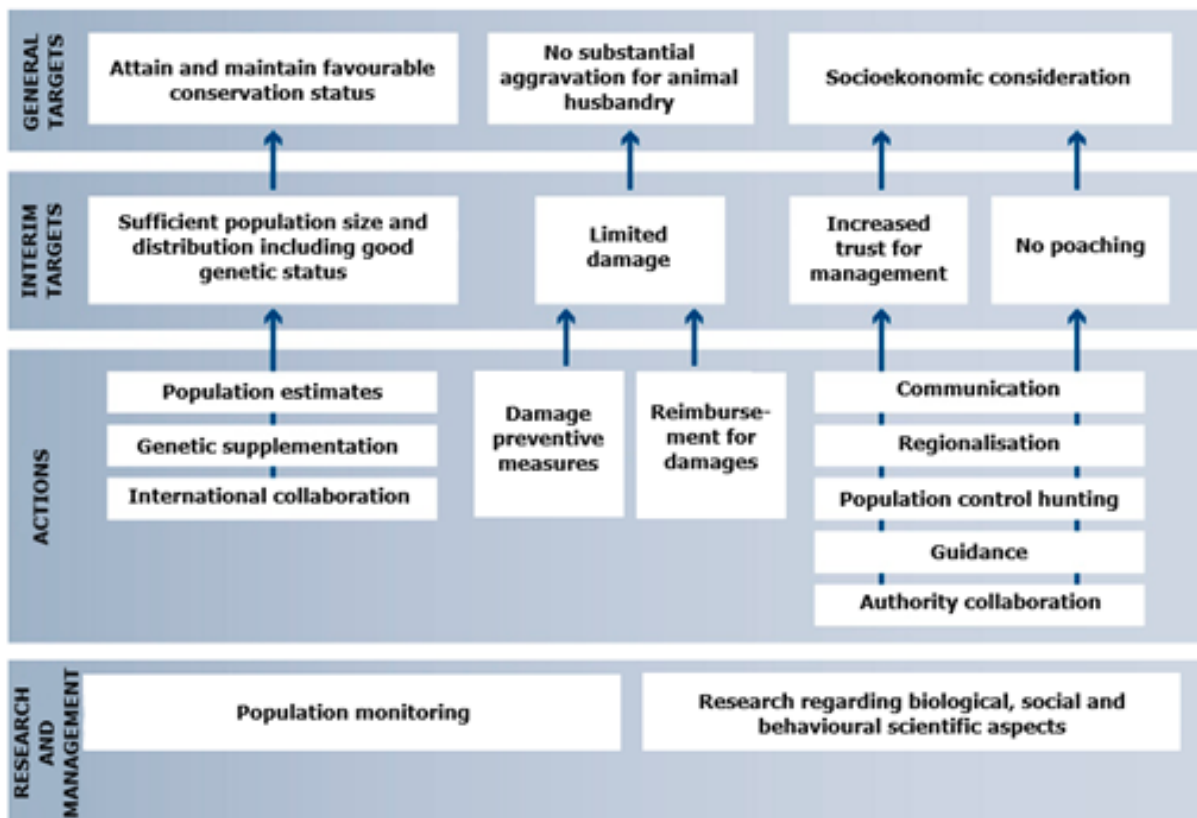 GENERAL
TARGETS
Attain and maintain favourable
conservation status
No substantial
aggravation for animal
husbandry
Socioekonomic consideration
INTERIM
TARGETS
Sufficient population size and
distribution including good
genetic status
Limited
damage
Increased
trust for
management
No poaching
ACTIONS
Population estimates
Genetic supplementation
International collaboration
Damage
preventive
measures
Reimburse-
ment for
damages
Communication
Regionalisation
Population control hunting
Guidance
Authority collaboration
RESEARCH
AND
MANAGEMENT
Population monitoring
Research regarding biological, social and
behavioural scientific aspects